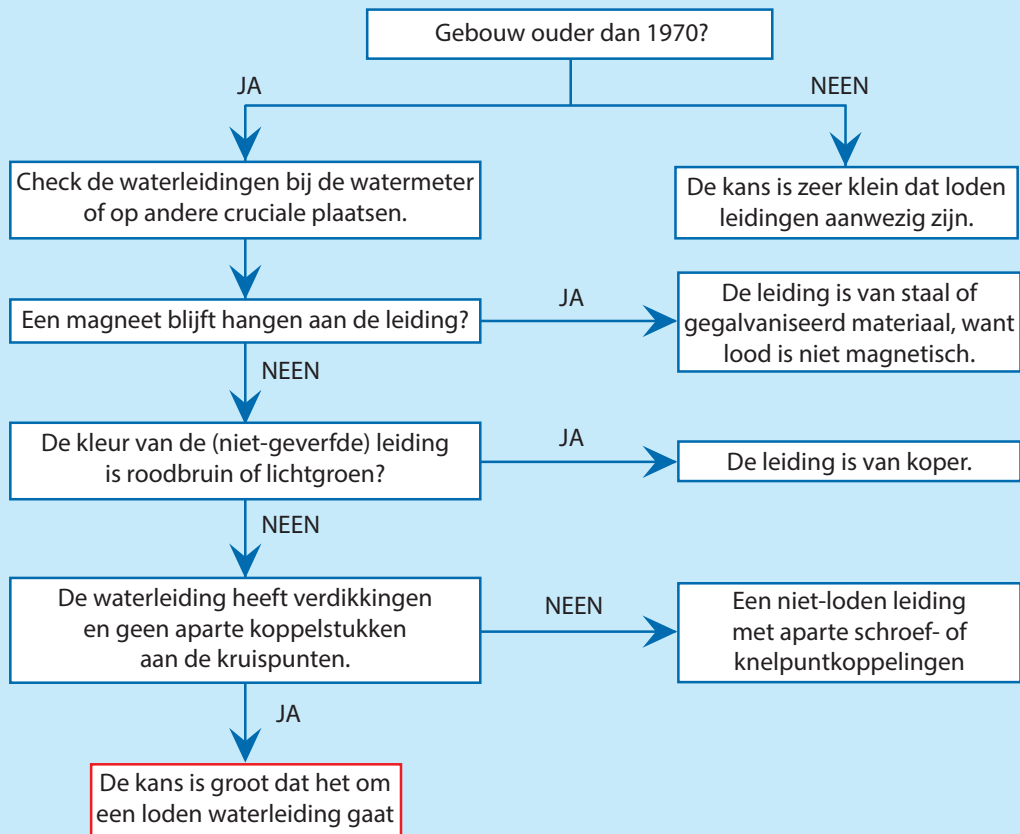 Gebouw ouder dan 1970?
JA
NEEN
Check de waterleidingen bij de watermeter
of op andere cruciale plaatsen.
De kans is zeer klein dat loden
leidingen aanwezig zijn.
Een magneet blijft hangen aan de leiding?
JA
De leiding is van staal of
gegalvaniseerd materiaal, want
lood is niet magnetisch.
NEEN
De kleur van de (niet-geverfde) leiding
is roodbruin of lichtgroen?
JA
De leiding is van koper.
NEEN
De waterleiding heeft verdikkingen
en geen aparte koppelstukken
aan de kruispunten.
NEEN
Een niet-loden leiding
met aparte schroef- of
knelpuntkoppelingen
JA
De kans is groot dat het om
een loden waterleiding gaat